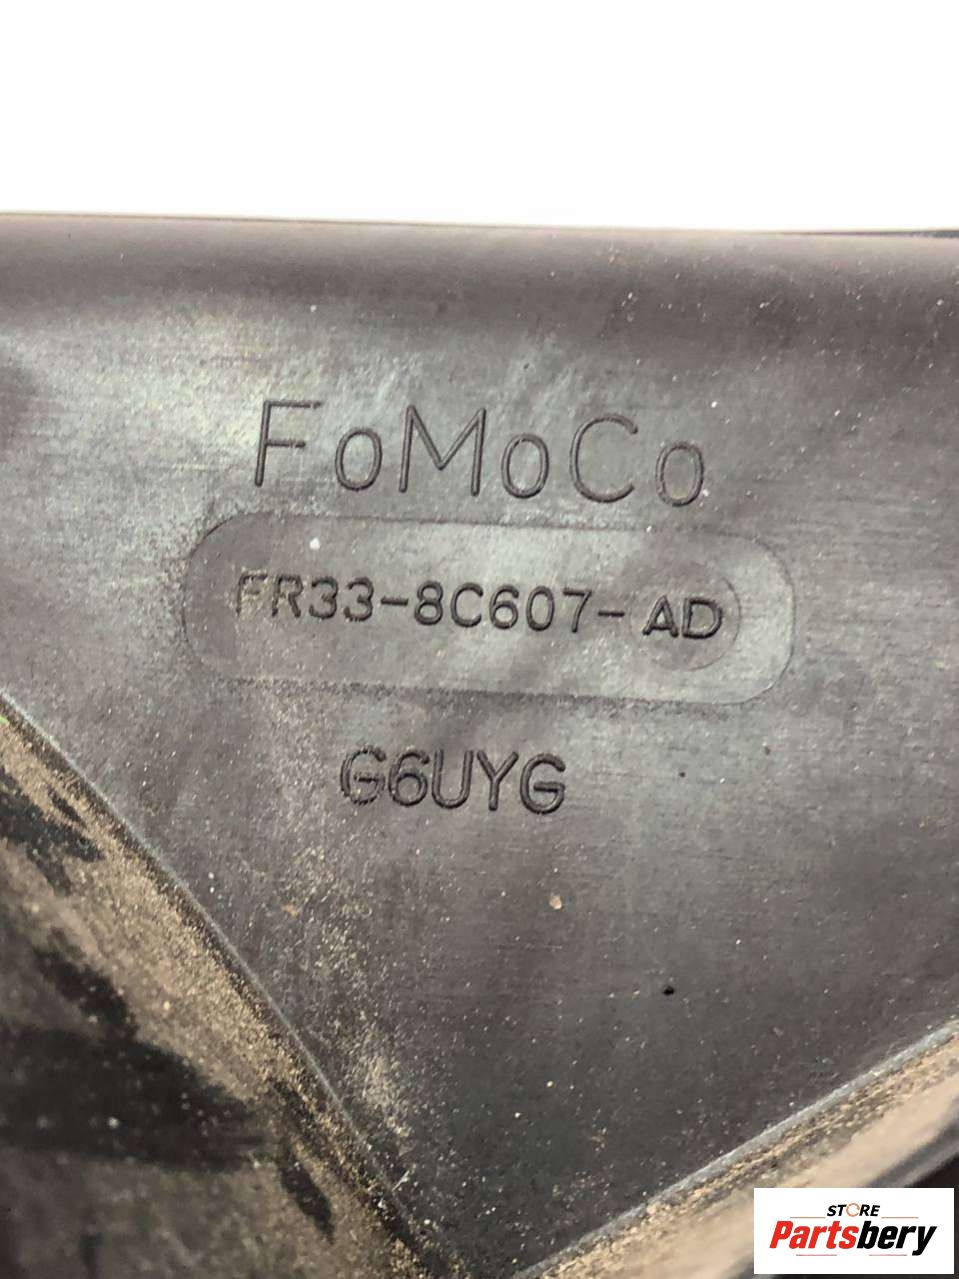 FoMoCo
FR33-8C607-AD
G6UYG
STORE
Partsbery